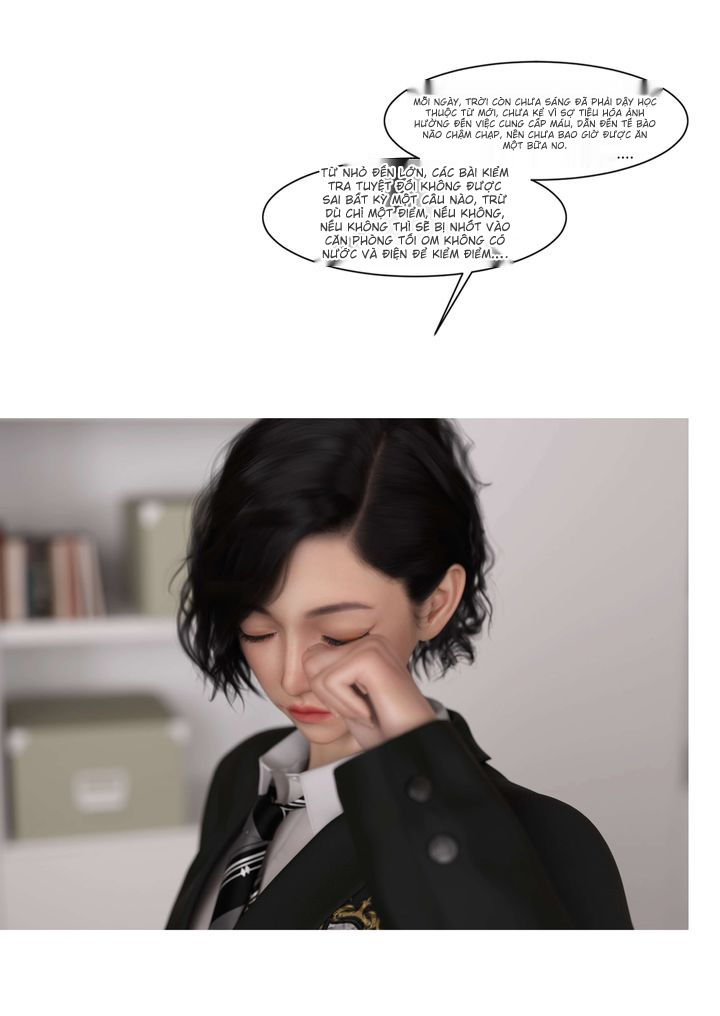 MỖI NGÀY, TRỜI CÒN CHƯA SÁNG ĐÃ PHẢI DẬY HỌC
THUỘC TỪ MỚI, CHƯA KỂ VÌ SỢ TIÊU HÓA ẢNH
HƯỞNG ĐẾN VIỆC CUNG CẤP MÁU, DẪN ĐẾN TẾ BÀO
NÃO CHẬM CHẠP, NÊN CHƯA BAO GIỜ ĐƯỢC ĂN
MỘT BỮA NO.
....
TỪ NHỎ ĐẾN LỚN, CÁC BÀI KIỂM
TRA TUYỆT ĐỐI KHÔNG ĐƯỢC
SAI BẤT KỲ MỘT CÂU NÀO, TRỪ
DÙ CHỈ MỘT ĐIỂM, NẾU KHÔNG,
NẾU KHÔNG THÌ SẼ BỊ NHỐT VÀO
CĂN PHÒNG TỐI OM KHÔNG CÓ
NƯỚC VÀ ĐIỆN ĐỂ KIỂM ĐIỂM....